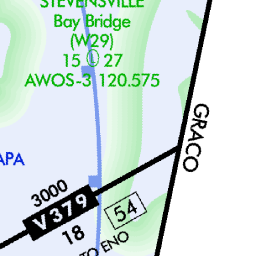 STEVENSVILLE
Bay Bridge
(W29)
15 27
AWOS-3 120.575
GRACO
APA
3000
V379
54
18
TO ENO